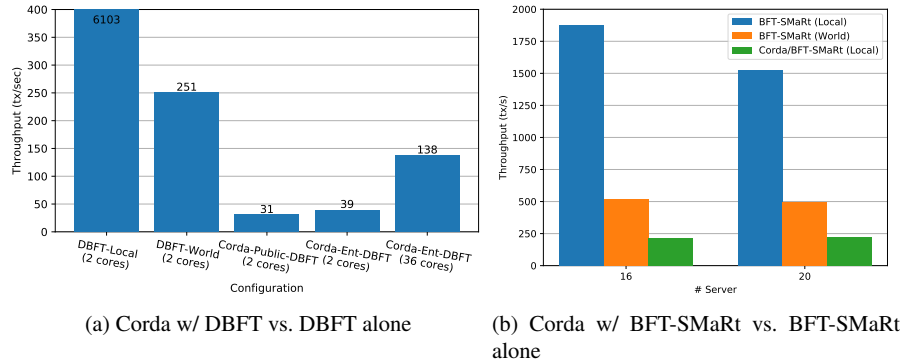 400
350
300
250
200
150
100
50
0
Throughput (tx/sec)
6103
251
31
39
138
DBFT-Local
(2 cores)
DBFT-World
(2 cores)
Corda-Public-DBFT
(2 cores)
Corda-Ent-DBFT
(2 cores)
Corda-Ent-DBFT
(36 cores)
Configuration
(a) Corda w/ DBFT vs. DBFT alone
2000
1750
1500
1250
1000
750
500
250
0
Throughput (tx/s)
BFT-SMaRt (Local)
BFT-SMaRt (World)
Corda/BFT-SMaRt (Local)
16
20
# Server
(b) Corda w/ BFT-SMaRt vs. BFT-SMaRt
alone